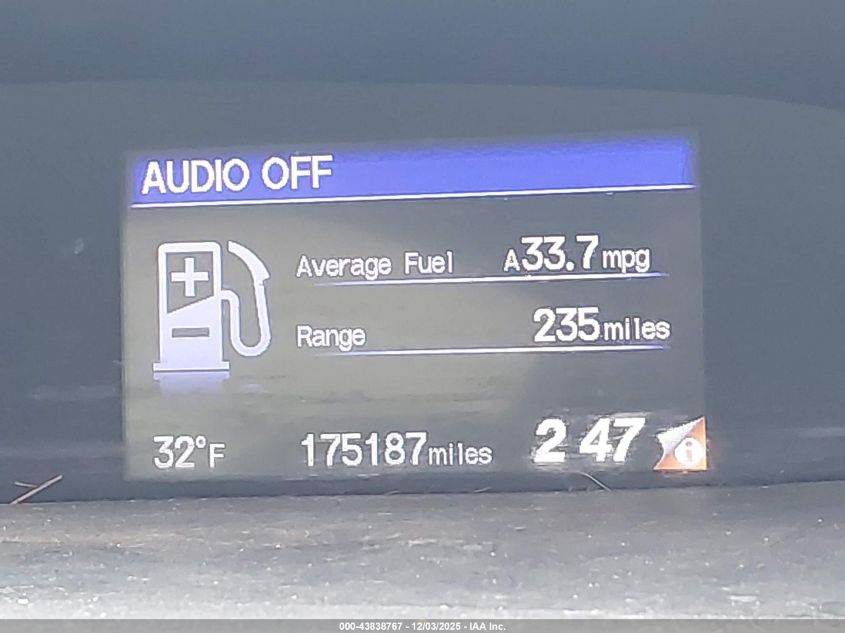 AUDIO OFF
Average Fuel A33.7mpg
Range 235miles
32°F 175187miles 2 47 i
000-43838767 - 12/03/2025 - IAA Inc.